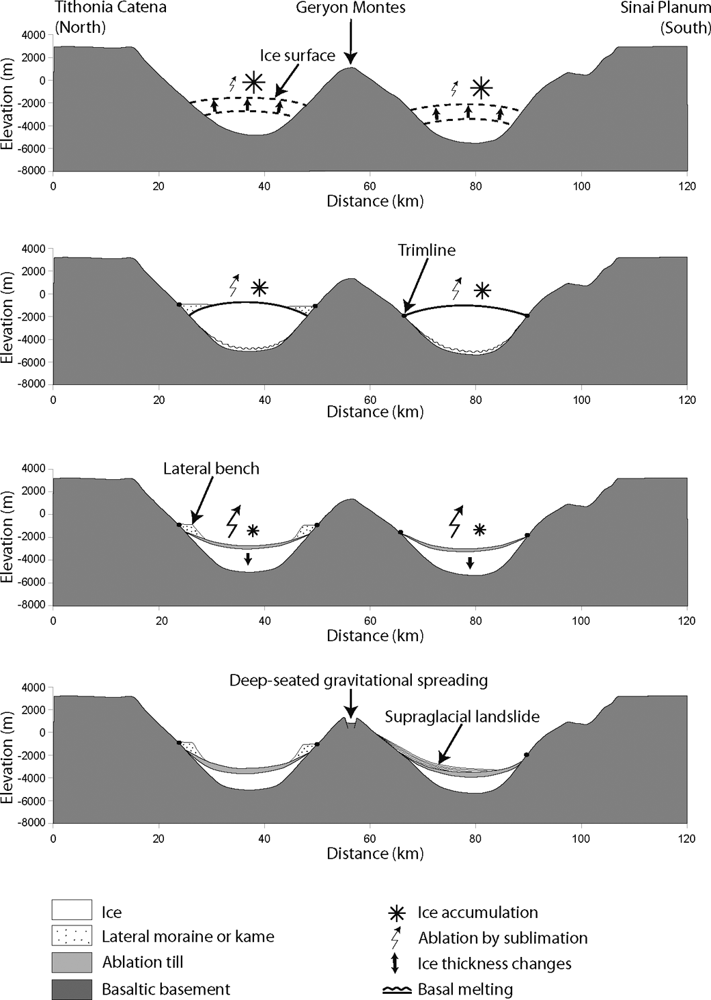 Tithonia Catena
(North)
Geryon Montes
Sinai Planum
(South)
Ice surface
Elevation (m)
4000
2000
0
-2000
-4000
-6000
-8000
0 20 40 60 80 100 120
Distance (km)
Trimline
Elevation (m)
4000
2000
0
-2000
-4000
-6000
-8000
0 20 40 60 80 100 120
Distance (km)
Lateral bench
Elevation (m)
4000
2000
0
-2000
-4000
-6000
-8000
0 20 40 60 80 100 120
Distance (km)
Deep-seated gravitational spreading
Supraglacial landslide
Elevation (m)
4000
2000
0
-2000
-4000
-6000
-8000
0 20 40 60 80 100 120
Distance (km)
Ice
Lateral moraine or kame
Ablation till
Basaltic basement
Ice accumulation
Ablation by sublimation
Ice thickness changes
Basal melting